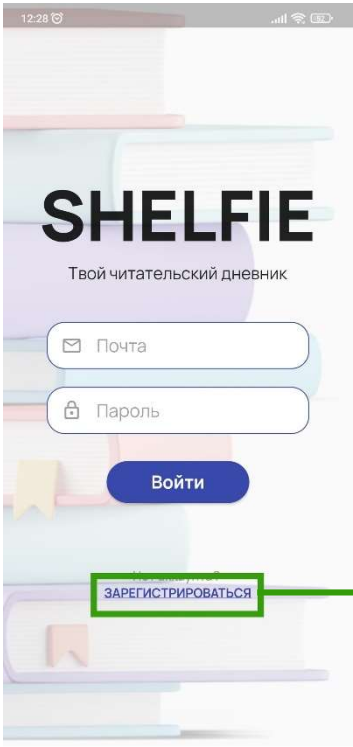 12:28
SHELFIE
Твой читательский дневник
Почта
Пароль
Войти
ЗАРЕГИСТРИРОВАТЬСЯ